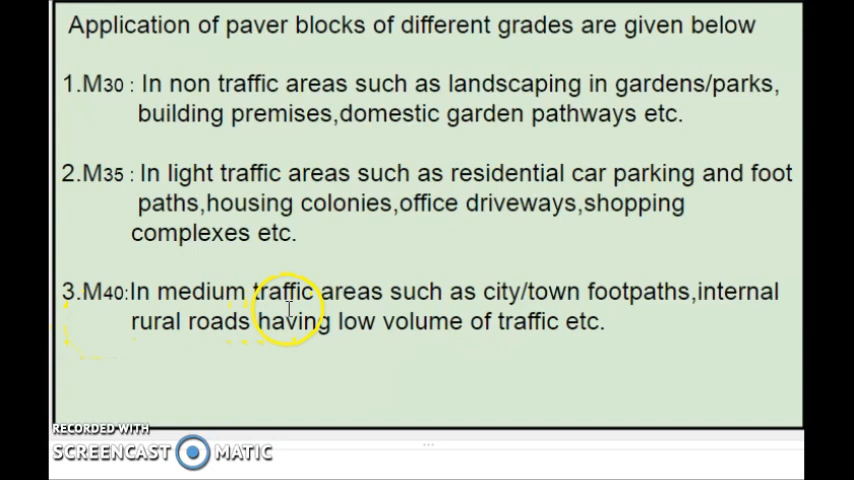 Application of paver blocks of different grades are given below
1.M30 : In non traffic areas such as landscaping in gardens/parks,
building premises,domestic garden pathways etc.
2.M35 : In light traffic areas such as residential car parking and foot
paths,housing colonies,office driveways,shopping
complexes etc.
3.M40:In medium traffic areas such as city/town footpaths,internal
rural roads having low volume of traffic etc.
RECORDED WITH
SCREENCAST MATIC